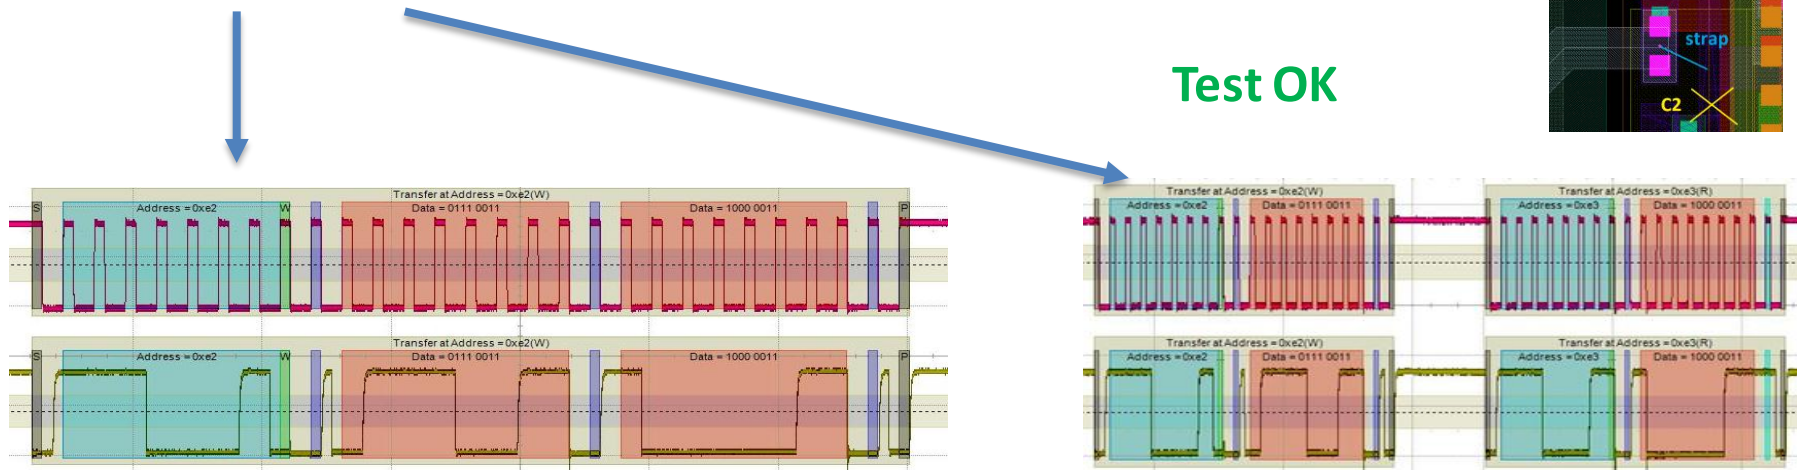 strap
Test OK
C2
Transfer at Address = 0xe2(W)
S Address = 0xe2 W Data = 0111 0011 Data = 1000 0011 P
Transfer at Address = 0xe2(W)
S Address = 0xe2 W Data = 0111 0011 Data = 1000 0011 P
Transfer at Address = 0xe2(W) Transfer at Address = 0xe3(R)
Address = 0xe2 Data = 0111 0011 Address = 0xe3 Data = 1000 0011
Transfer at Address = 0xe2(W) Transfer at Address = 0xe3(R)
Address = 0xe2 Data = 0111 0011 Address = 0xe3 Data = 1000 0011